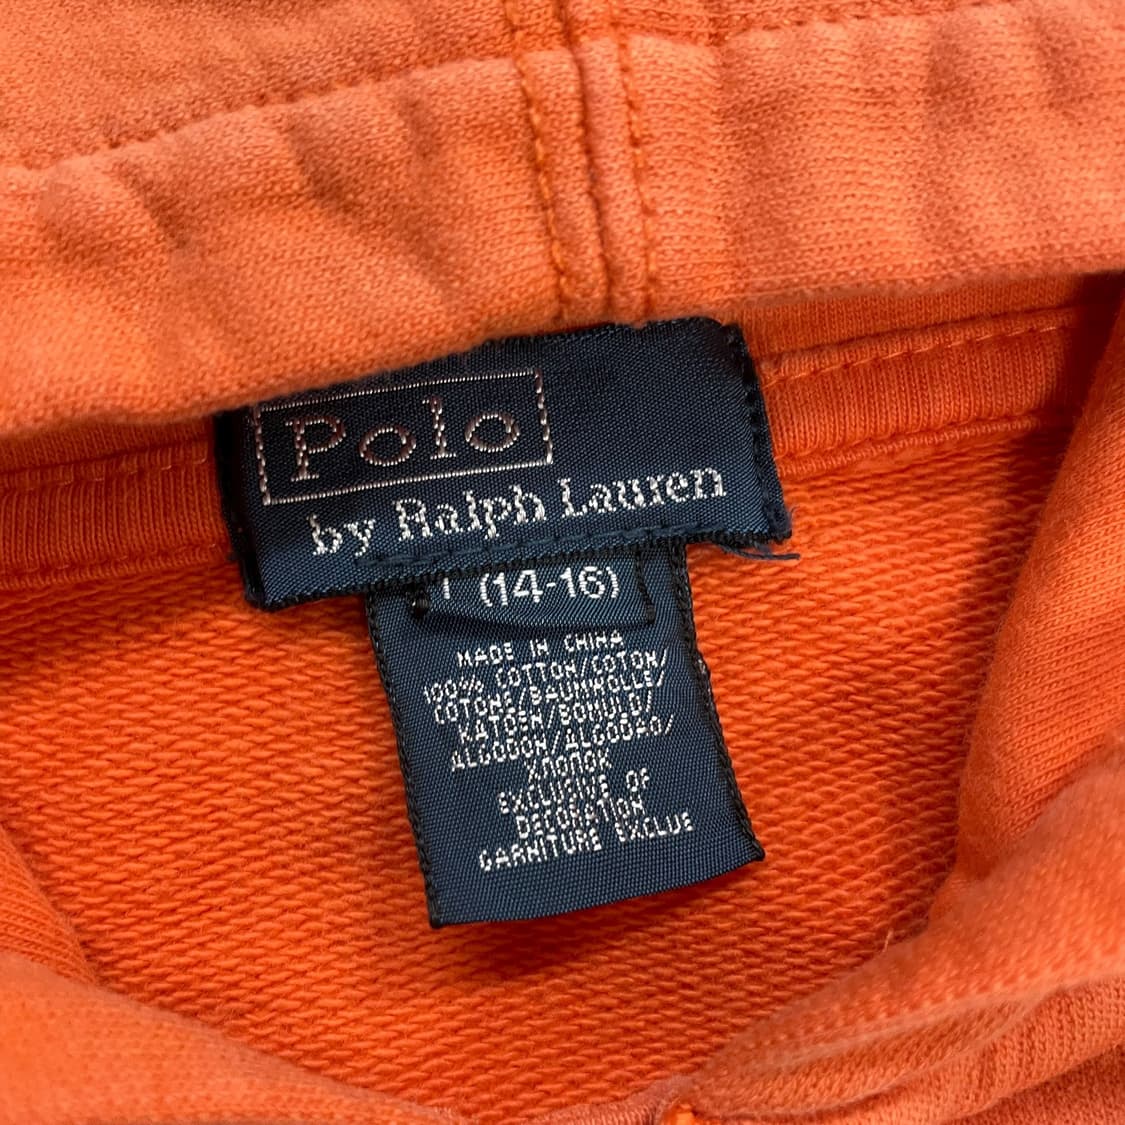 Polo
by Ralph Lauren
(14-16)
MADE IN CHINA
100% COTTON/COTON/
COTONE/BAUMWOLLE/
KATOEN/BOMULD/
ALGODON/ALGODAO/
ΧΛΟΠΟΚ
EXCLUSIVE OF
DECORATION
GARNITURE EXCLUE